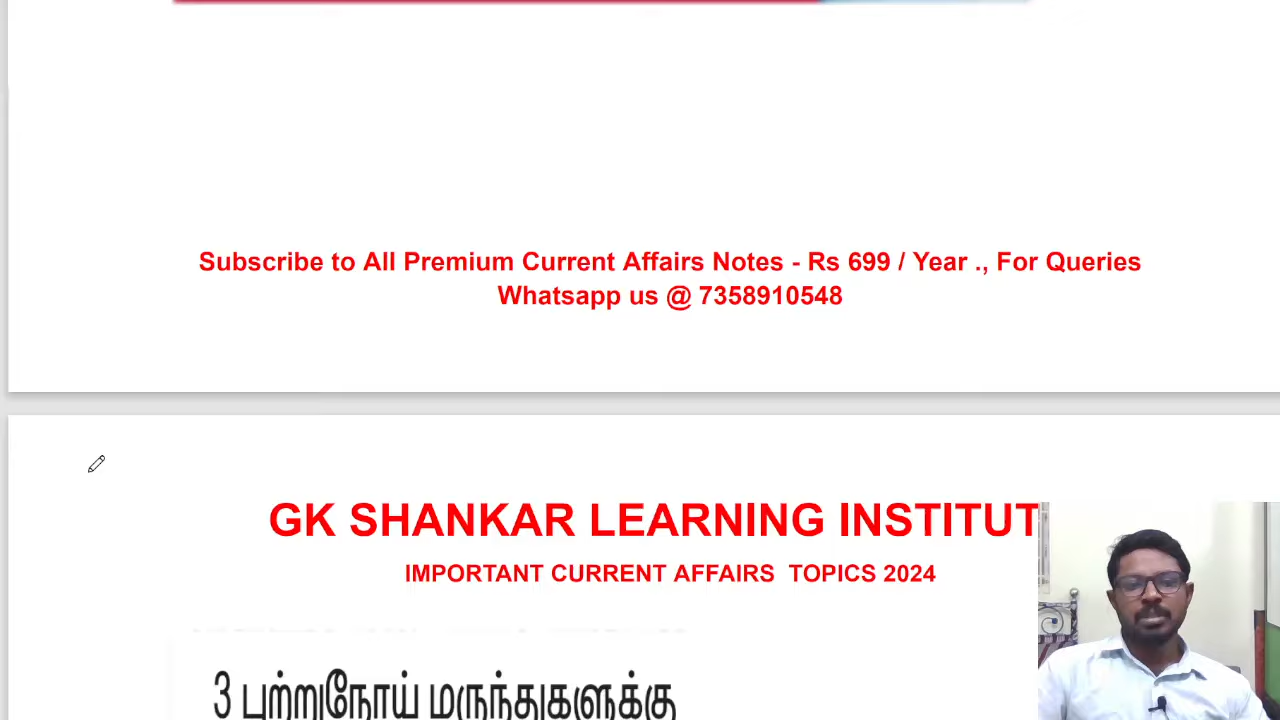 Subscribe to All Premium Current Affairs Notes - Rs 699 / Year ., For Queries
Whatsapp us @ 7358910548
GK SHANKAR LEARNING INSTITUT
IMPORTANT CURRENT AFFAIRS  TOPICS 2024
3 புற்றுநோய் மருந்துகளுக்கு